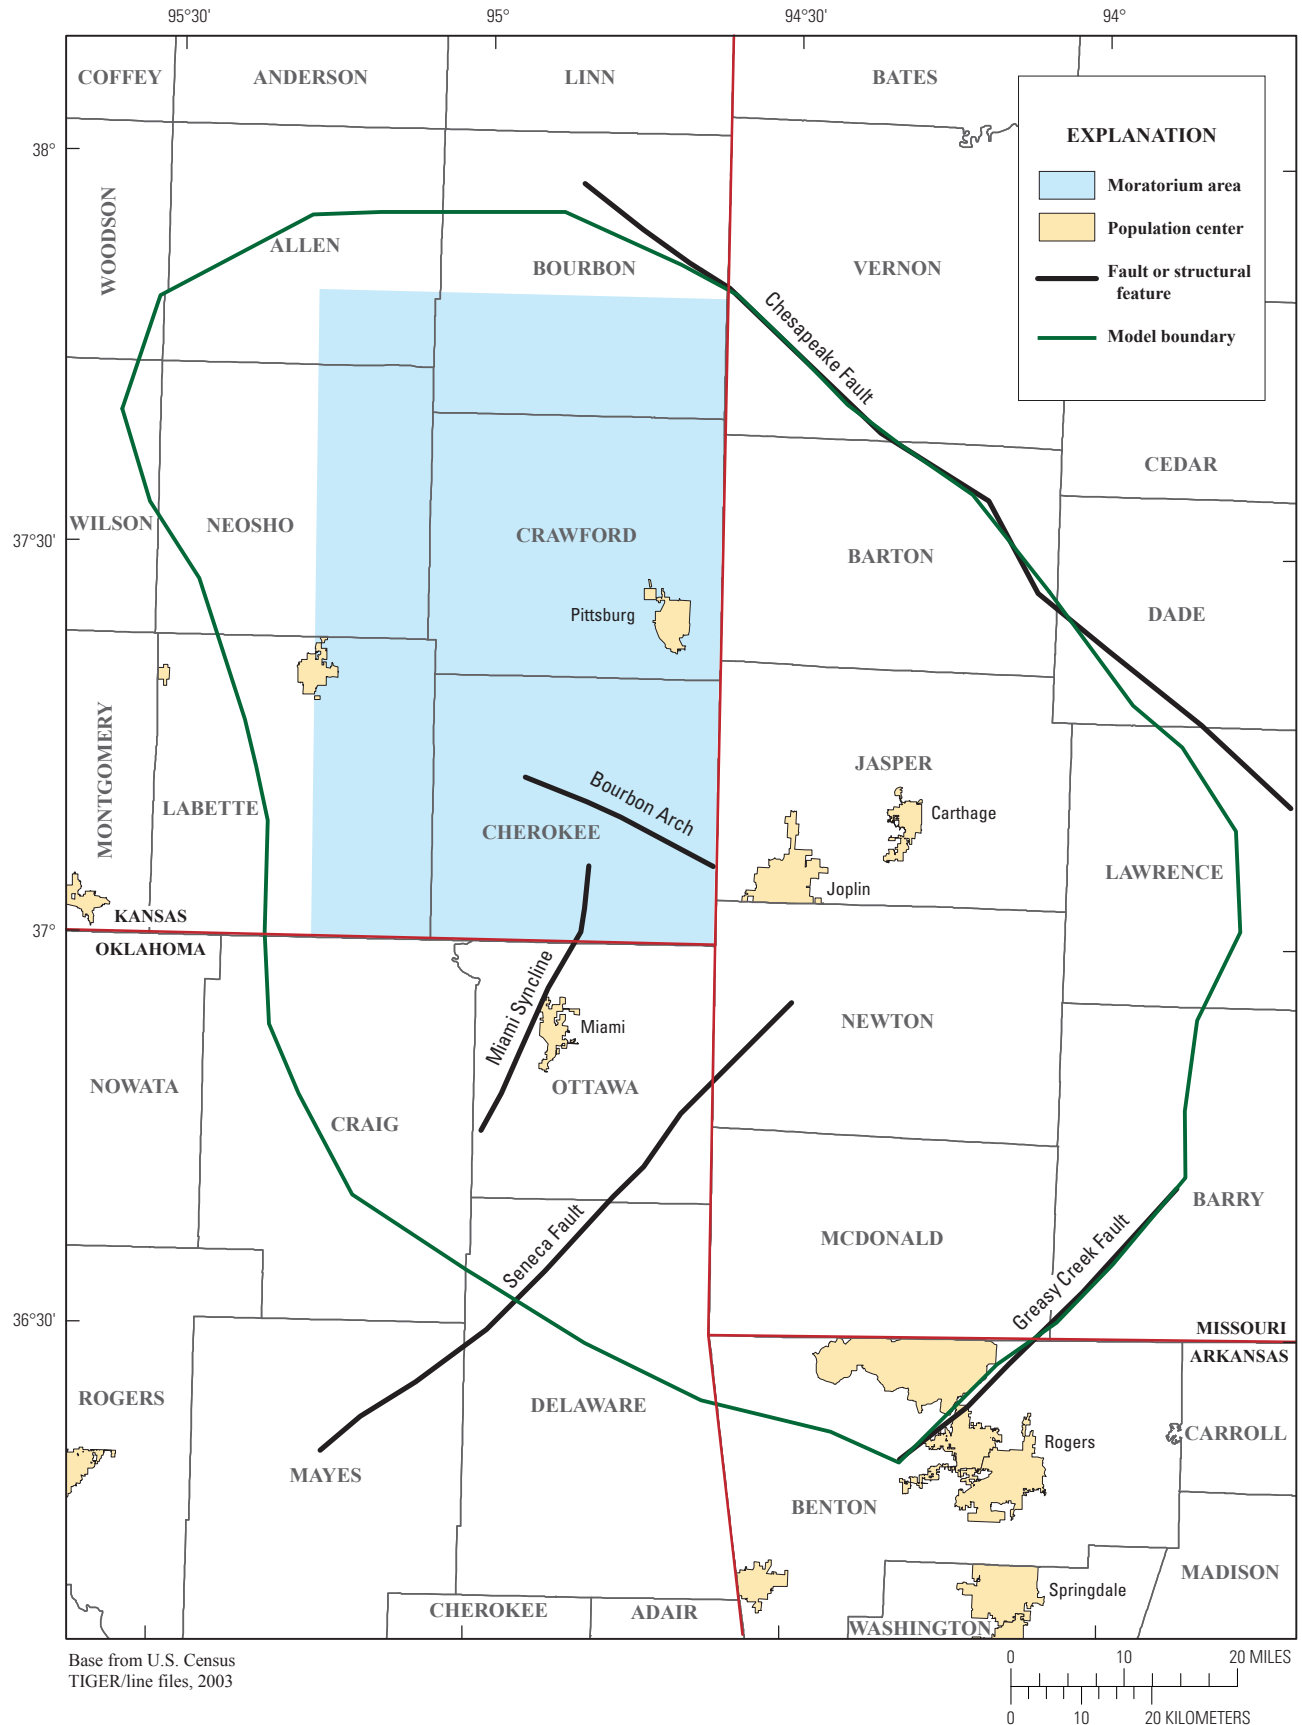 95°30'
95°
94°30'
94°
COFFEY
ANDERSON
LINN
BATES
38°
EXPLANATION
Moratorium area
Population center
Fault or structural
feature
Model boundary
WOODSON
ALLEN
BOURBON
VERNON
Chesapeake Fault
CEDAR
WILSON
NEOSHO
CRAWFORD
37°30'
BARTON
Pittsburg
DADE
MONTGOMERY
JASPER
Bourbon Arch
LABETTE
CHEROKEE
Carthage
LAWRENCE
Joplin
KANSAS
37°
OKLAHOMA
Miami Syncline
Miami
NEWTON
NOWATA
OTTAWA
CRAIG
BARRY
Seneca Fault
MCDONALD
Greasy Creek Fault
36°30'
MISSOURI
ARKANSAS
ROGERS
DELAWARE
CARROLL
Rogers
MAYES
BENTON
MADISON
Springdale
CHEROKEE
ADAIR
WASHINGTON
Base from U.S. Census
TIGER/line files, 2003
0 10 20 MILES
0 10 20 KILOMETERS